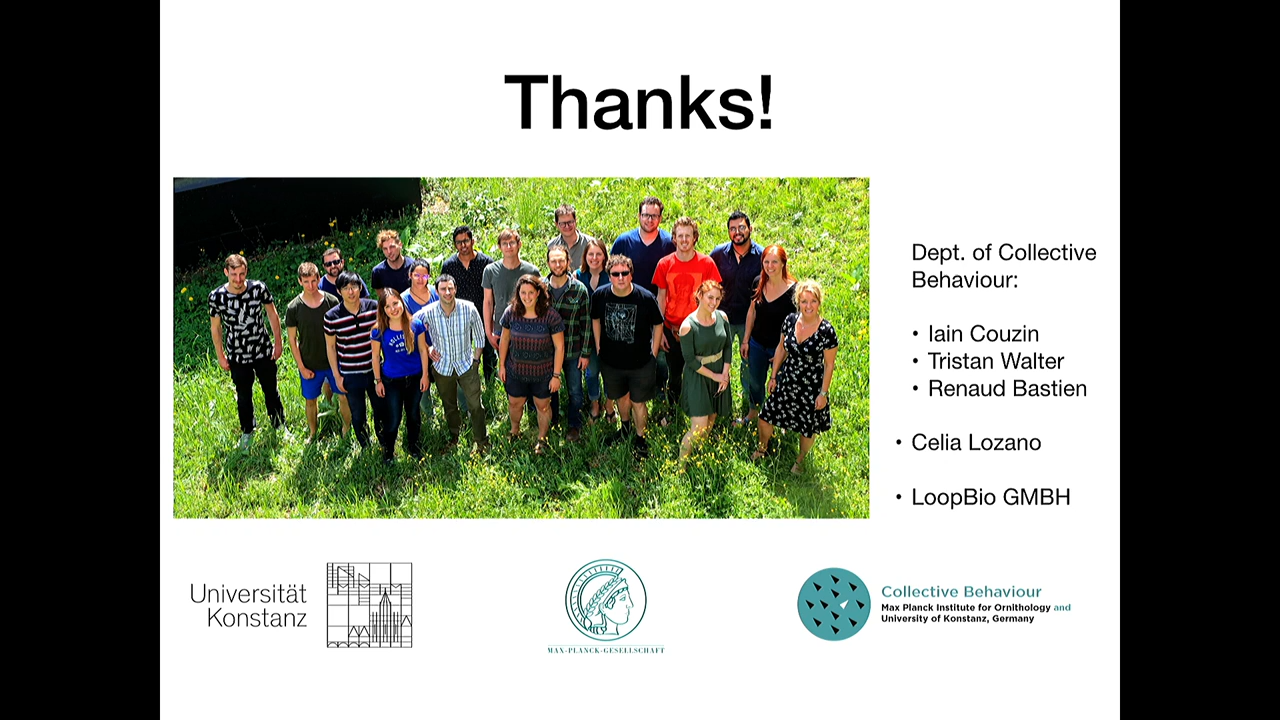 Thanks!
Dept. of Collective
Behaviour:
• Iain Couzin
• Tristan Walter
• Renaud Bastien
• Celia Lozano
• LoopBio GMBH
Universität
Konstanz
MAX-PLANCK-GESELLSCHAFT
Collective Behaviour
Max Planck Institute for Ornithology and
University of Konstanz, Germany